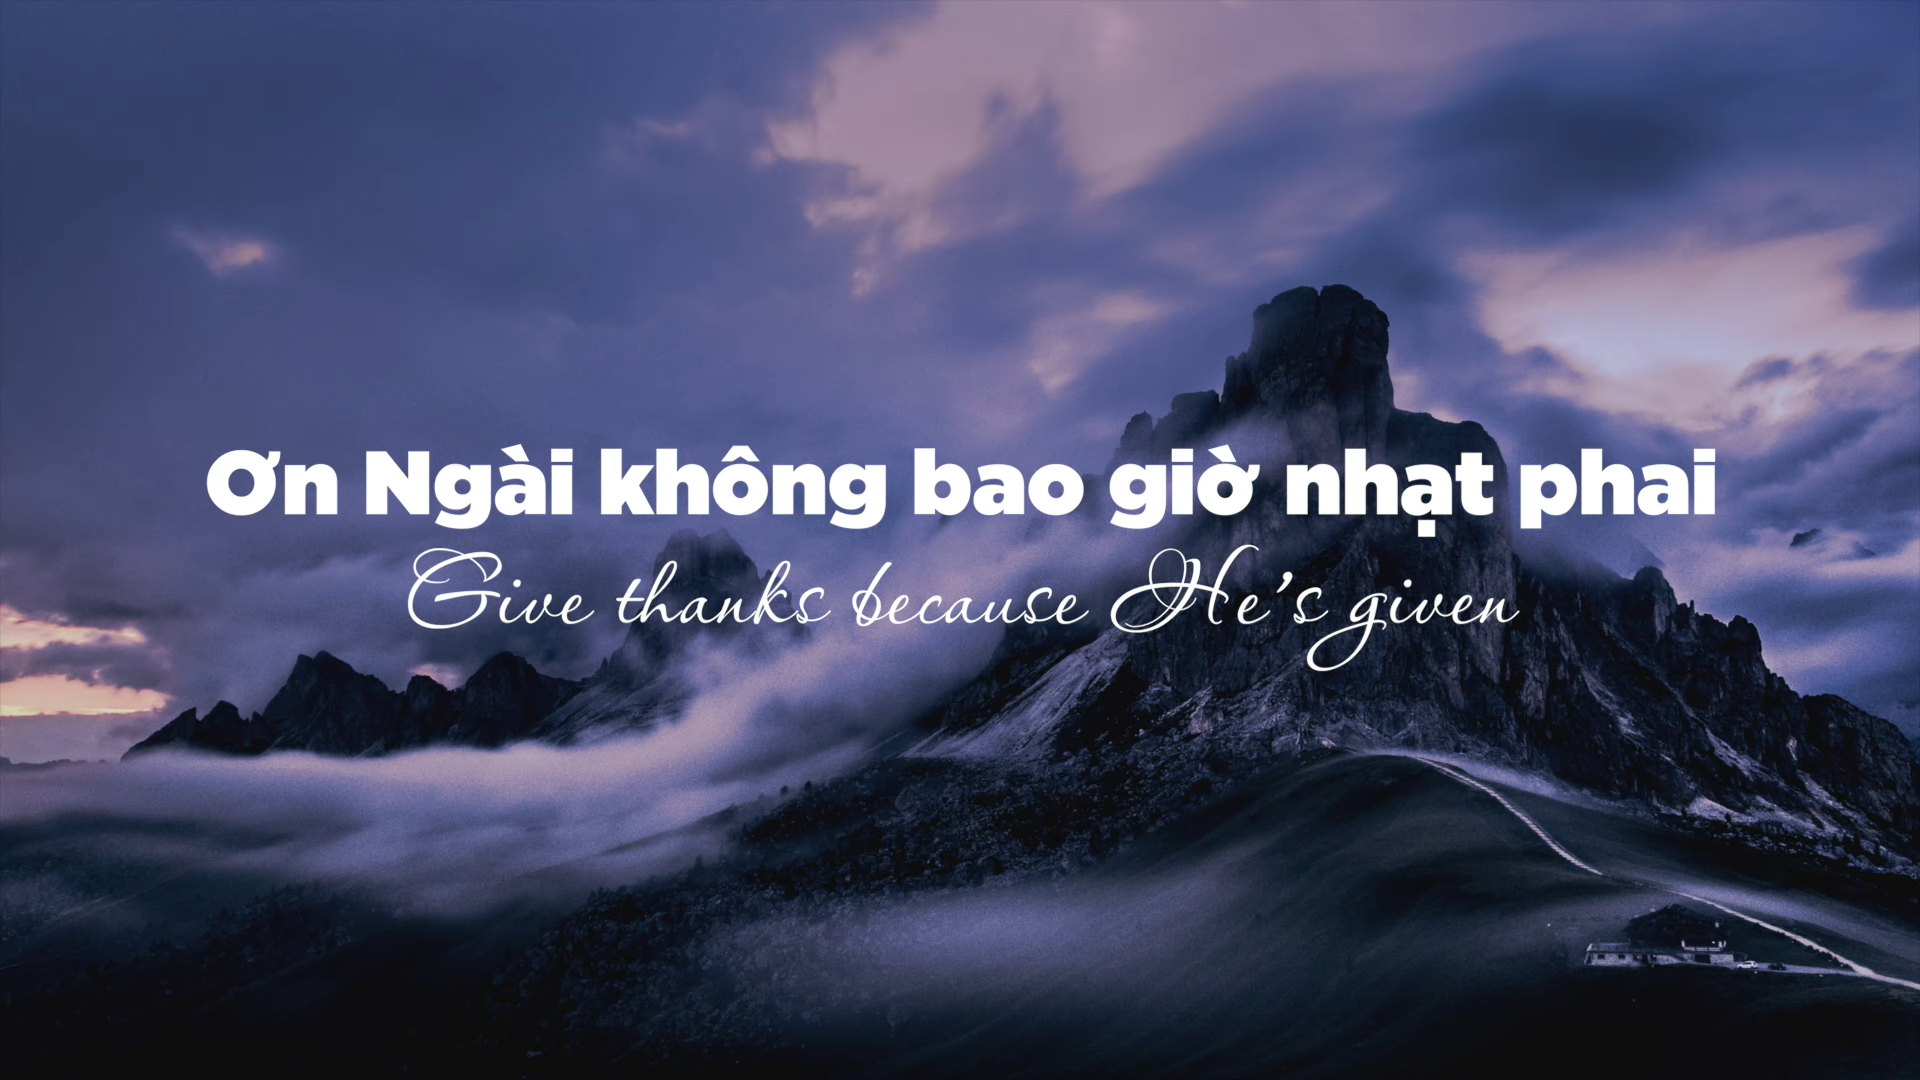 Ơn Ngài không bao giờ nhạt phai
Give thanks because He's given